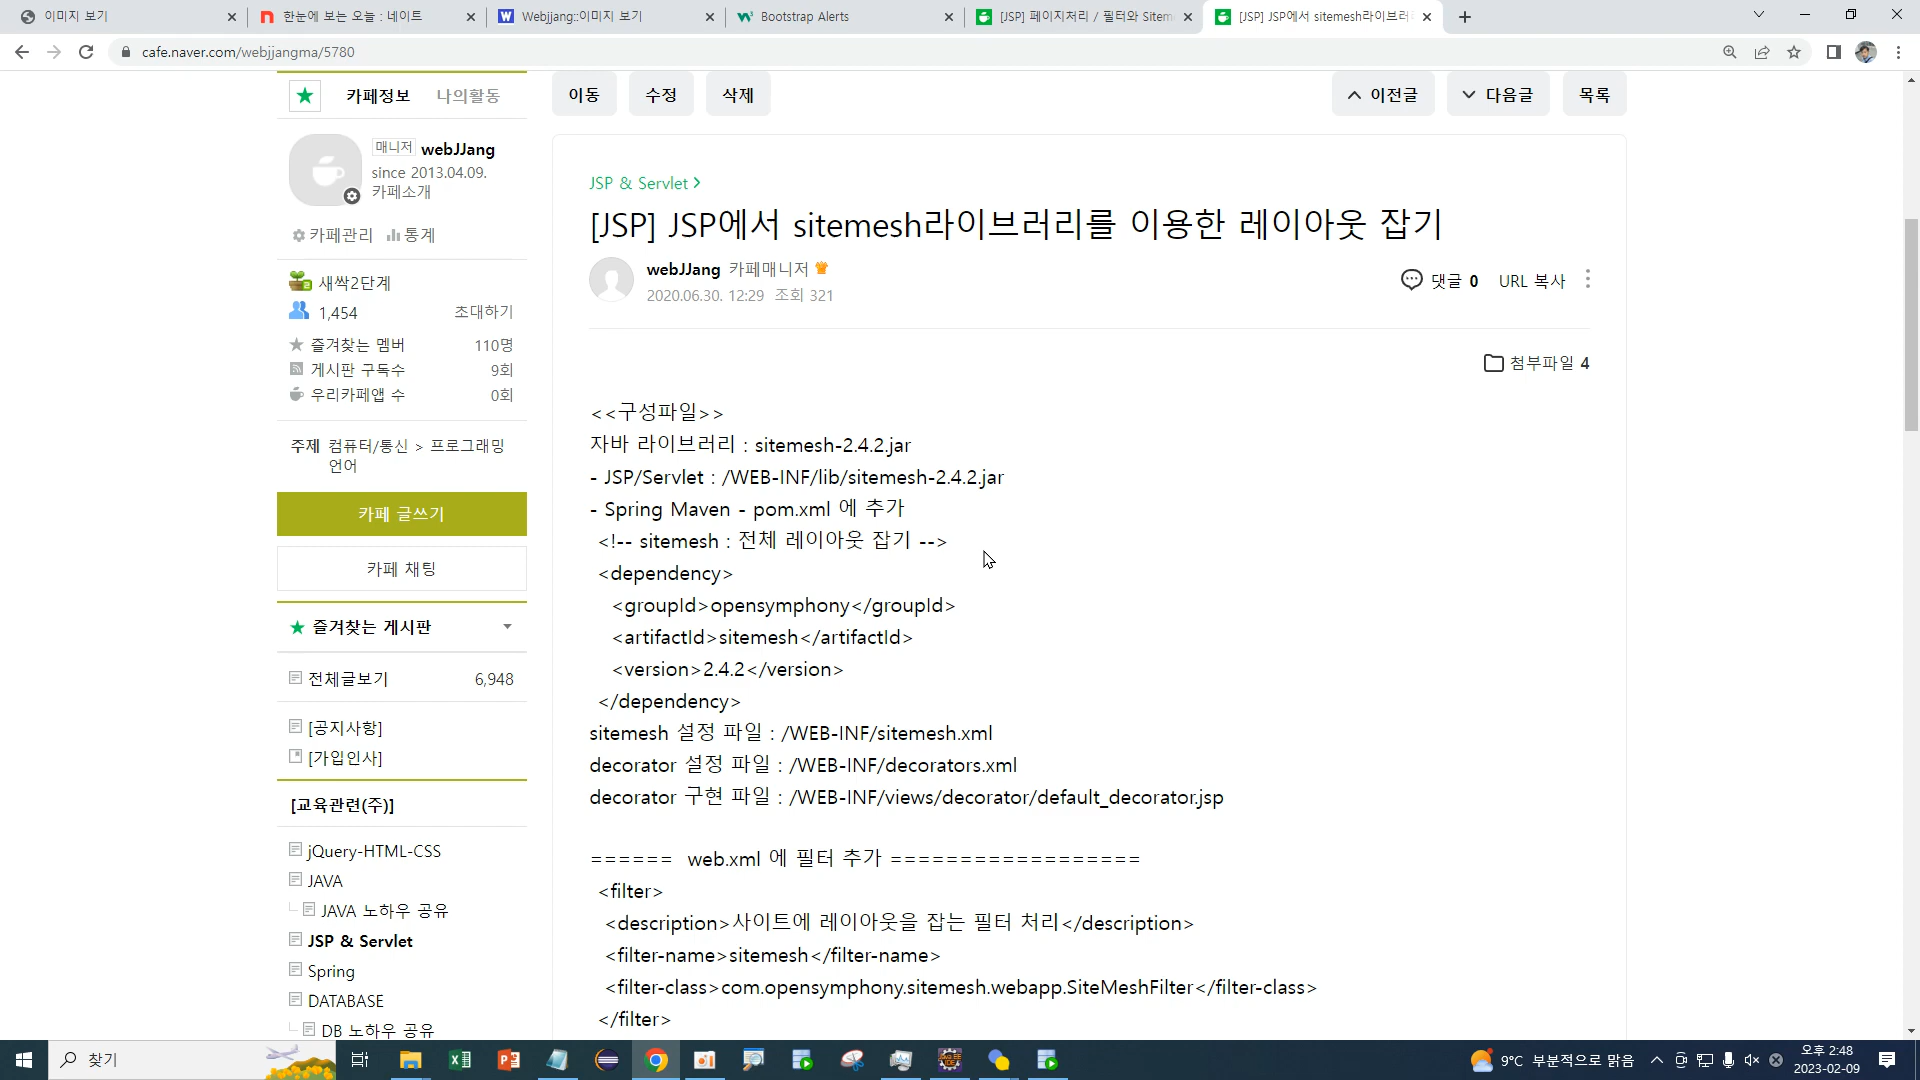 이미지 보기
한눈에 보는 오늘 : 네이트
Webjjang::이미지 보기
Bootstrap Alerts
[JSP] 페이지처리 / 필터와 Sitem
[JSP] JSP에서 sitemesh라이브러리
cafe.naver.com/webjjangma/5780
카페정보 나의활동
매니저 webJJang
since 2013.04.09.
카페소개
카페관리 통계
새싹2단계
1,454 초대하기
즐겨찾는 멤버 110명
게시판 구독수 9회
우리카페앱 수 0회
주제 컴퓨터/통신 > 프로그래밍
언어
카페 글쓰기
카페 채팅
즐겨찾는 게시판
전체글보기 6,948
[공지사항]
[가입인사]
[교육관련(주)]
jQuery-HTML-CSS
JAVA
JAVA 노하우 공유
JSP & Servlet
Spring
DATABASE
DB 노하우 공유
이동 수정 삭제
이전글 다음글 목록
JSP & Servlet >
[JSP] JSP에서 sitemesh라이브러리를 이용한 레이아웃 잡기
webJJang 카페매니저
2020.06.30. 12:29 조회 321
댓글 0 URL 복사
첨부파일 4
<<구성파일>>
자바 라이브러리 : sitemesh-2.4.2.jar
- JSP/Servlet : /WEB-INF/lib/sitemesh-2.4.2.jar
- Spring Maven - pom.xml 에 추가
<!-- sitemesh : 전체 레이아웃 잡기 -->
<dependency>
<groupId>opensymphony</groupId>
<artifactId>sitemesh</artifactId>
<version>2.4.2</version>
</dependency>
sitemesh 설정 파일 : /WEB-INF/sitemesh.xml
decorator 설정 파일 : /WEB-INF/decorators.xml
decorator 구현 파일 : /WEB-INF/views/decorator/default_decorator.jsp
====== web.xml 에 필터 추가 ==================
<filter>
<description>사이트에 레이아웃을 잡는 필터 처리</description>
<filter-name>sitemesh</filter-name>
<filter-class>com.opensymphony.sitemesh.webapp.SiteMeshFilter</filter-class>
</filter>
찾기
9°C 부분적으로 맑음
오후 2:48
2023-02-09